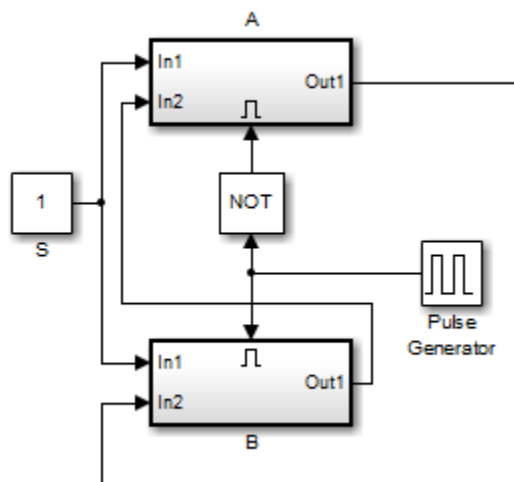 A
In1
In2
Out1
1
S
NOT
Pulse
Generator
In1
In2
Out1
B